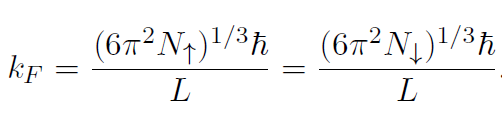 k_F = \frac{(6\pi^2 N_\uparrow)^{1/3}\hbar}{L} = \frac{(6\pi^2 N_\downarrow)^{1/3}\hbar}{L}.